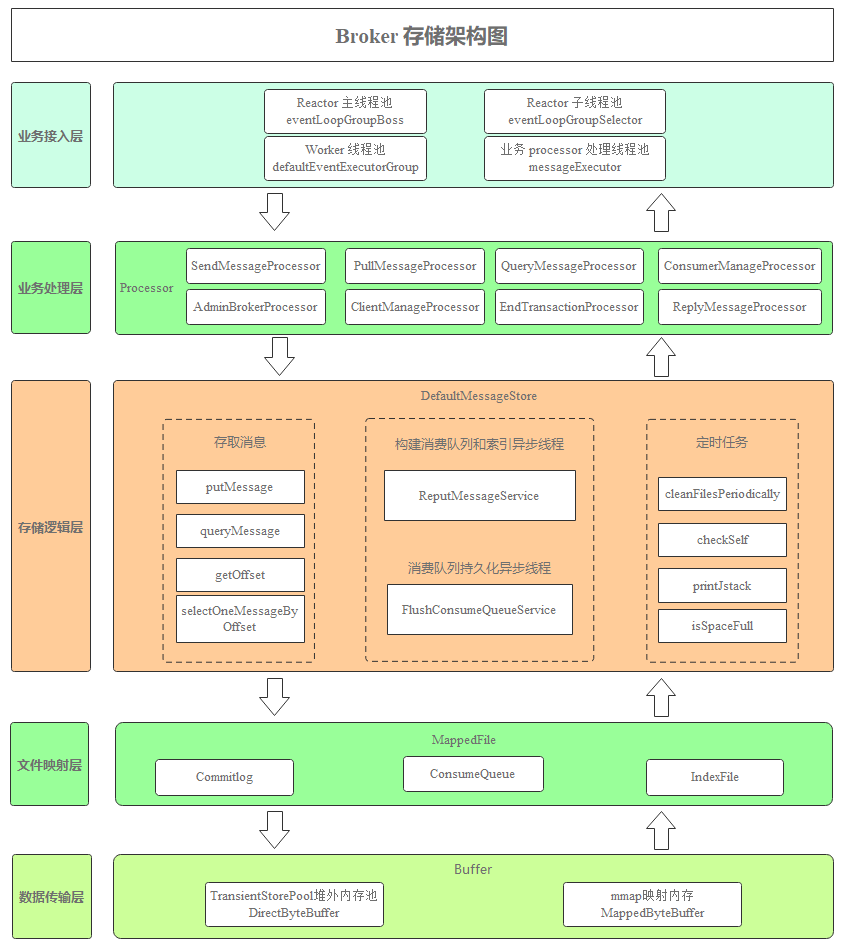 Broker 存储架构图
业务接入层
Reactor 主线程池
eventLoopGroupBoss
Reactor 子线程池
eventLoopGroupSelector
Worker 线程池
defaultEventExecutorGroup
业务 processor 处理线程池
messageExecutor
业务处理层
Processor
SendMessageProcessor
PullMessageProcessor
QueryMessageProcessor
ConsumerManageProcessor
AdminBrokerProcessor
ClientManageProcessor
EndTransactionProcessor
ReplyMessageProcessor
存储逻辑层
DefaultMessageStore
存取消息
putMessage
queryMessage
getOffset
selectOneMessageBy
Offset
构建消费队列和索引异步线程
ReputMessageService
消费队列持久化异步线程
FlushConsumeQueueService
定时任务
cleanFilesPeriodically
checkSelf
printJstack
isSpaceFull
文件映射层
MappedFile
Commitlog
ConsumeQueue
IndexFile
数据传输层
Buffer
TransientStorePool堆外内存池
DirectByteBuffer
mmap映射内存
MappedByteBuffer